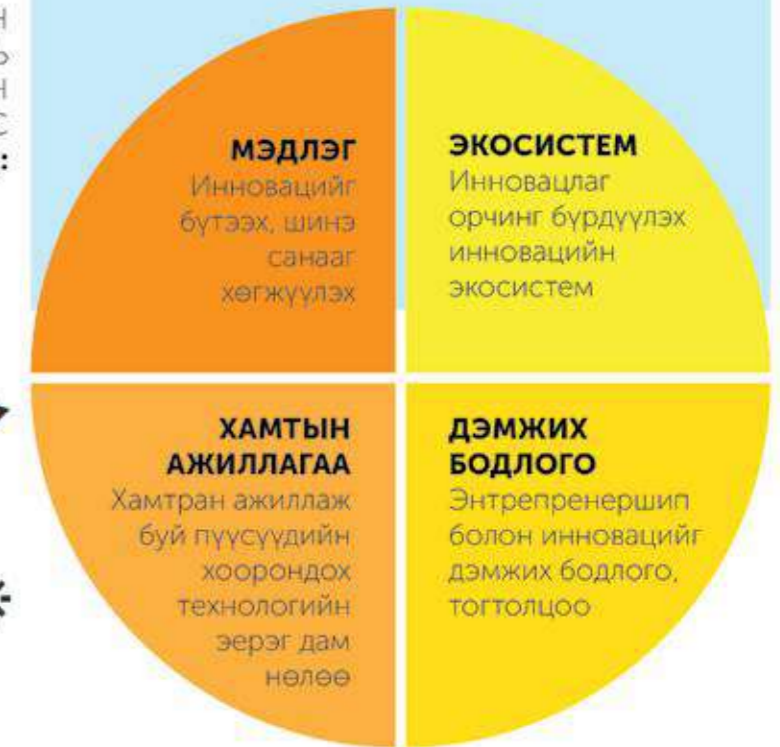 МЭДЛЭГ
Инновацийг
бүтээх, шинэ
санааг
хөгжүүлэх
ЭКОСИСТЕМ
Инновацлаг
орчинг бүрдүүлэх
инновацийн
экосистем
ХАМТЫН
АЖИЛЛАГАА
Хамтран ажиллаж
буй пүүсүүдийн
хоорондох
технологийн
эерэг дам
нөлөө
ДЭМЖИХ
БОДЛОГО
Энтрепренершип
болон инновацийг
дэмжих бодлого,
тогтолцоо